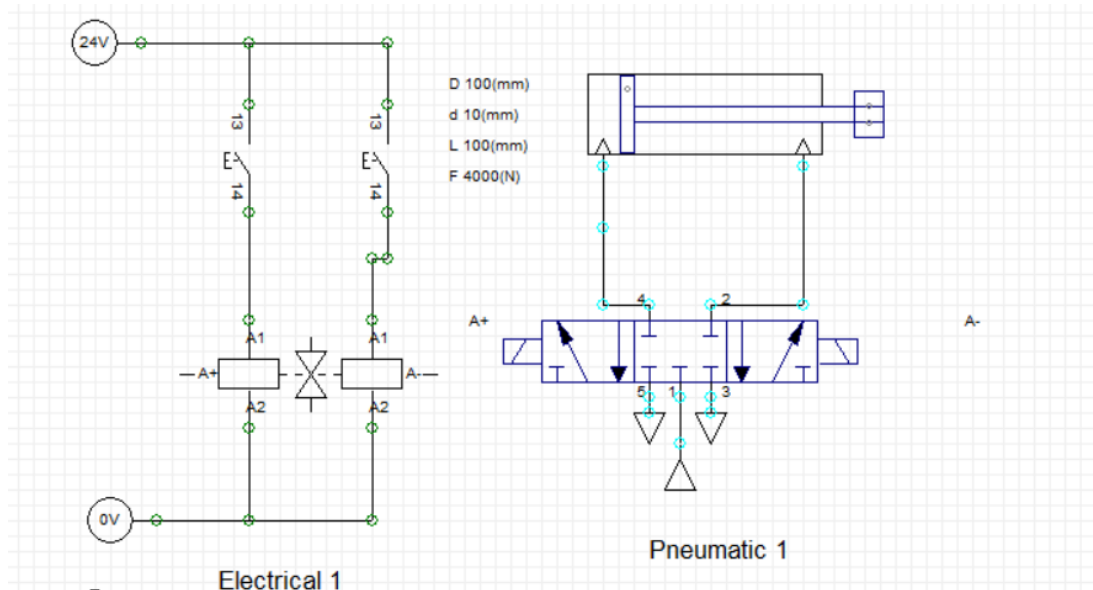 24V
13
13
E
E
14
14
D 100(mm)
d 10(mm)
L 100(mm)
F 4000(N)
A1
A1
A+
A-
A2
A2
0V
Electrical 1
4
2
A+
A-
5
1
3
Pneumatic 1